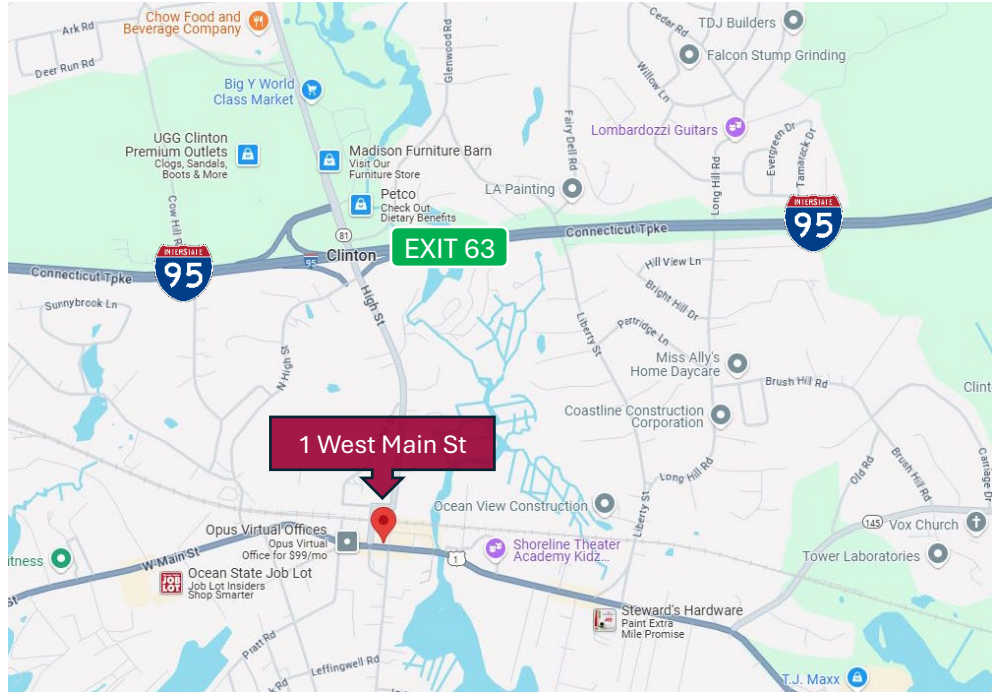 Chow Food and
Beverage Company
TDJ Builders
Ark Rd
Cedar Rd
Glenwood Rd
Falcon Stump Grinding
Deer Run Rd
Big Y World
Class Market
Willow Ln
Lombardozzi Guitars
Fairy Dell Rd
UGG Clinton
Premium Outlets
Clogs, Sandals,
Boots & More
Madison Furniture Barn
Visit Our
Furniture Store
Evergreen Dr
Tamarack Dr
Long Hill Rd
LA Painting
Petco
Check Out
Dietary Benefits
Cow Hill Rd
INTERSTATE
95
81
Connecticut Tpke
EXIT 63
Clinton
95
INTERSTATE
95
Connecticut Tpke
Hill View Ln
Sunnybrook Ln
High St
Bright Hill Dr
Liberty St
Partridge Ln
N High St
Miss Ally's
Home Daycare
Brush Hill Rd
Clint
Coastline Construction
Corporation
1 West Main St
Long Hill Rd
Old Rd
Brush Hill Rd
Carriage Dr
Ocean View Construction
Liberty St
Opus Virtual Offices
Opus Virtual
Office for $99/mo
145
Vox Church
W Main St
1
Shoreline Theater
Academy Kidz...
Tower Laboratories
itness
JOB
LOT
Ocean State Job Lot
Job Lot Insiders
Shop Smarter
St
Steward's Hardware
Paint Extra
Mile Promise
Pratt Rd
Leffingwell Rd
T.J. Maxx